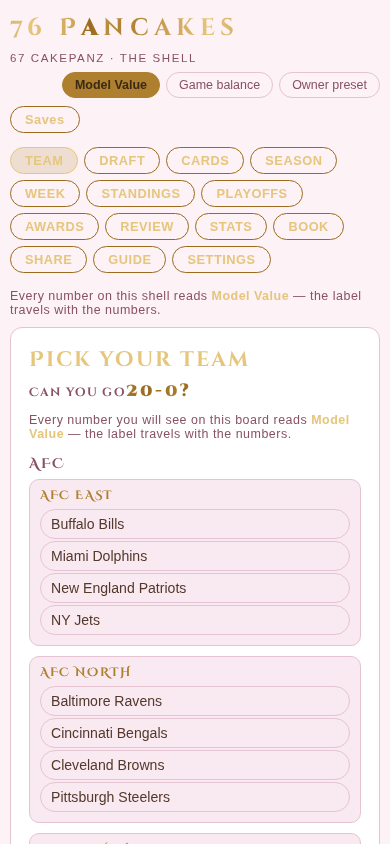 76 PANCAKES
67 CAKEPANZ · THE SHELL
Model Value Game balance Owner preset
Saves
TEAM DRAFT CARDS SEASON
WEEK STANDINGS PLAYOFFS
AWARDS REVIEW STATS BOOK
SHARE GUIDE SETTINGS
Every number on this shell reads Model Value — the label
travels with the numbers.
PICK YOUR TEAM
CAN YOU GO 20-0?
Every number you will see on this board reads Model
Value — the label travels with the numbers.
AFC
AFC EAST
Buffalo Bills
Miami Dolphins
New England Patriots
NY Jets
AFC NORTH
Baltimore Ravens
Cincinnati Bengals
Cleveland Browns
Pittsburgh Steelers